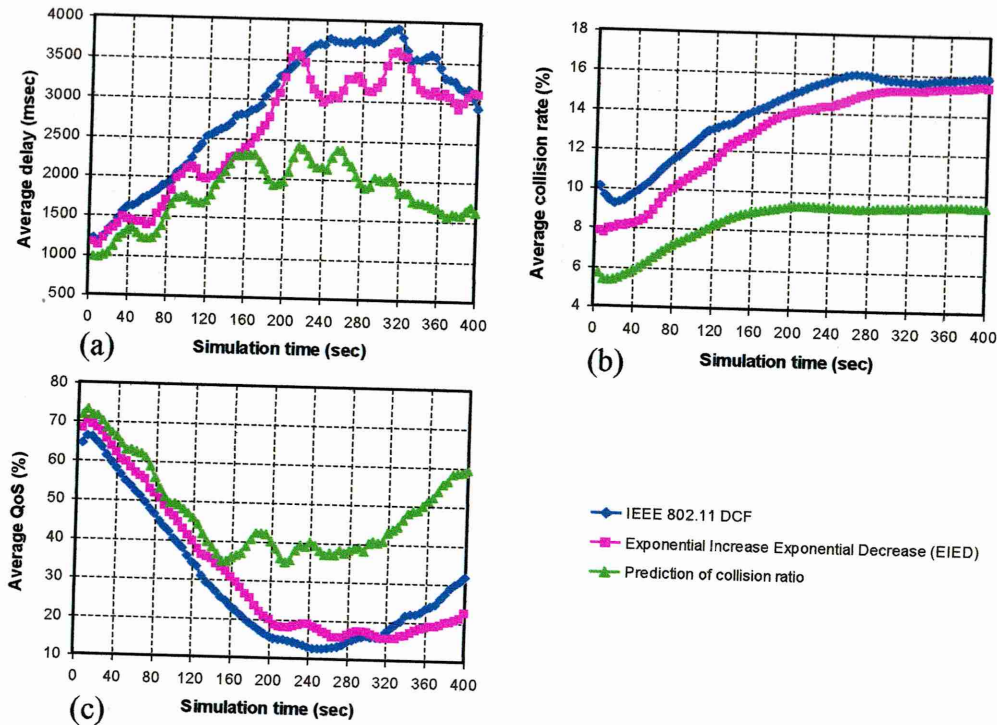 Average delay (msec)
4000
3500
3000
2500
2000
1500
1000
500
0 40 80 120 160 200 240 280 320 360 400
(a)
Simulation time (sec)
Average collision rate (%)
18
16
14
12
10
8
6
4
0 40 80 120 160 200 240 280 320 360 400
(b)
Simulation time (sec)
Average QoS (%)
80
70
60
50
40
30
20
10
0 40 80 120 160 200 240 280 320 360 400
(c)
Simulation time (sec)
IEEE 802.11 DCF
Exponential Increase Exponential Decrease (EIED)
Prediction of collision ratio